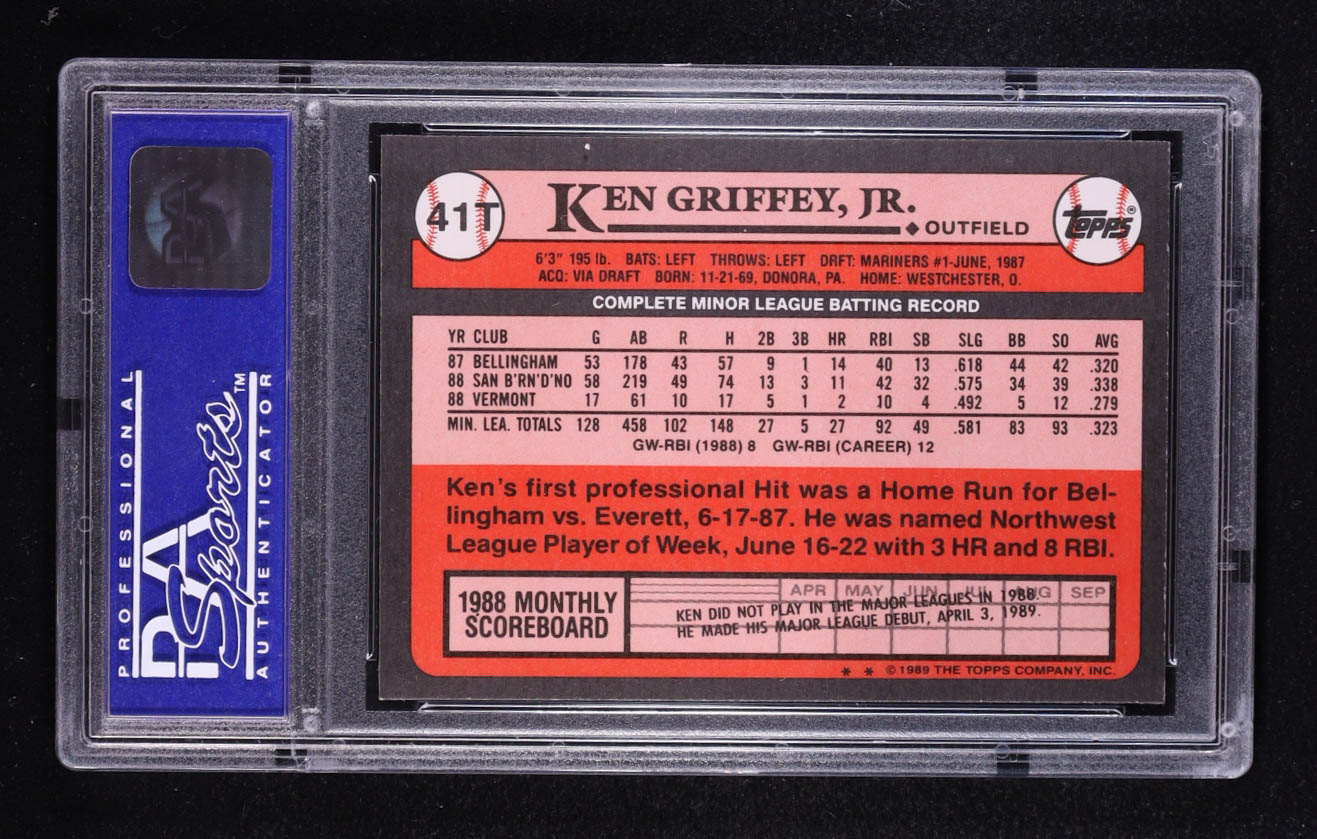 PSA
PROFESSIONAL
PSA Sports™
AUTHENTICATOR
41T
KEN GRIFFEY, JR.
OUTFIELD
TOPPS®
6'3" 195 lb. BATS: LEFT THROWS: LEFT DRFT: MARINERS #1-JUNE, 1987
ACQ: VIA DRAFT BORN: 11-21-69, DONORA, PA. HOME: WESTCHESTER, O.
COMPLETE MINOR LEAGUE BATTING RECORD
YR CLUB G AB R H 2B 3B HR RBI SB SLG BB SO AVG
87 BELLINGHAM 53 178 43 57 9 1 14 40 13 .618 44 42 .320
88 SAN B'RN'D'NO 58 219 49 74 13 3 11 42 32 .575 34 39 .338
88 VERMONT 17 61 10 17 5 1 2 10 4 .492 5 12 .279
MIN. LEA. TOTALS 128 458 102 148 27 5 27 92 49 .581 83 93 .323
GW-RBI (1988) 8 GW-RBI (CAREER) 12
Ken's first professional Hit was a Home Run for Bel-
lingham vs. Everett, 6-17-87. He was named Northwest
League Player of Week, June 16-22 with 3 HR and 8 RBI.
1988 MONTHLY
SCOREBOARD
APR MAY JUN JUL AUG SEP
KEN DID NOT PLAY IN THE MAJOR LEAGUES IN 1988.
HE MADE HIS MAJOR LEAGUE DEBUT, APRIL 3, 1989.
* * © 1989 THE TOPPS COMPANY, INC.